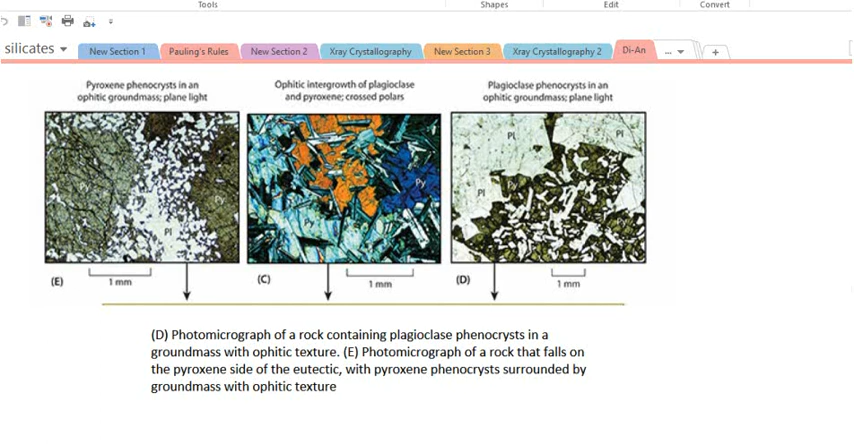 Tools Shapes Edit Convert
silicates New Section 1 Pauling's Rules New Section 2 Xray Crystallography New Section 3 Xray Crystallography 2 Di-An ... +
Pyroxene phenocrysts in an
ophitic groundmass; plane light
Ophitic intergrowth of plagioclase
and pyroxene; crossed polars
Plagioclase phenocrysts in an
ophitic groundmass; plane light
Py
Py
Pl
Py
Py
Pl
Pl
Pl
Py
(E) 1 mm
(C) 1 mm
(D) 1 mm
(D) Photomicrograph of a rock containing plagioclase phenocrysts in a
groundmass with ophitic texture. (E) Photomicrograph of a rock that falls on
the pyroxene side of the eutectic, with pyroxene phenocrysts surrounded by
groundmass with ophitic texture